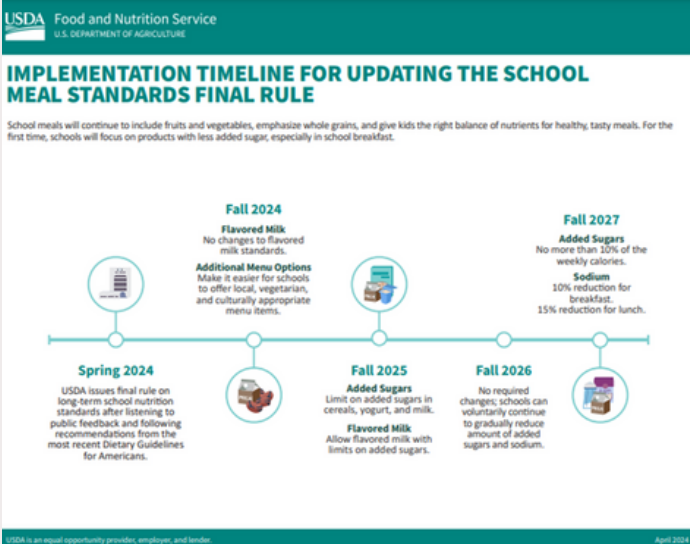 USDA Food and Nutrition Service
U.S. DEPARTMENT OF AGRICULTURE
IMPLEMENTATION TIMELINE FOR UPDATING THE SCHOOL
MEAL STANDARDS FINAL RULE
School meals will continue to include fruits and vegetables, emphasize whole grains, and give kids the right balance of nutrients for healthy, tasty meals. For the
first time, schools will focus on products with less added sugar, especially in school breakfast.
Spring 2024
USDA issues final rule on
long-term school nutrition
standards after listening to
public feedback and following
recommendations from the
most recent Dietary Guidelines
for Americans.
Fall 2024
Flavored Milk
No changes to flavored
milk standards.
Additional Menu Options
Make it easier for schools
to offer local, vegetarian,
and culturally appropriate
menu items.
Fall 2025
Added Sugars
Limit on added sugars in
cereals, yogurt, and milk.
Flavored Milk
Allow flavored milk with
limits on added sugars.
Fall 2026
No required
changes; schools can
voluntarily continue
to gradually reduce
amount of added
sugars and sodium.
Fall 2027
Added Sugars
No more than 10% of the
weekly calories.
Sodium
10% reduction for
breakfast.
15% reduction for lunch.
USDA is an equal opportunity provider, employer, and lender.
April 2024